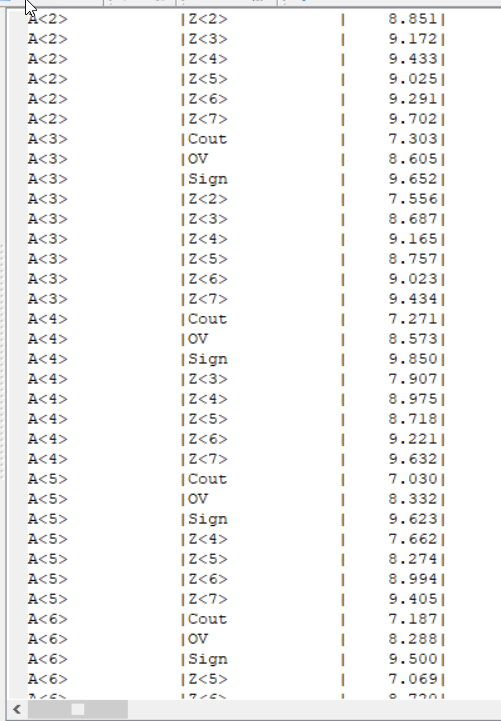 A<2> |Z<2> | 8.851|
A<2> |Z<3> | 9.172|
A<2> |Z<4> | 9.433|
A<2> |Z<5> | 9.025|
A<2> |Z<6> | 9.291|
A<2> |Z<7> | 9.702|
A<3> |Cout | 7.303|
A<3> |OV | 8.605|
A<3> |Sign | 9.652|
A<3> |Z<2> | 7.556|
A<3> |Z<3> | 8.687|
A<3> |Z<4> | 9.165|
A<3> |Z<5> | 8.757|
A<3> |Z<6> | 9.023|
A<3> |Z<7> | 9.434|
A<4> |Cout | 7.271|
A<4> |OV | 8.573|
A<4> |Sign | 9.850|
A<4> |Z<3> | 7.907|
A<4> |Z<4> | 8.975|
A<4> |Z<5> | 8.718|
A<4> |Z<6> | 9.221|
A<4> |Z<7> | 9.632|
A<5> |Cout | 7.030|
A<5> |OV | 8.332|
A<5> |Sign | 9.623|
A<5> |Z<4> | 7.662|
A<5> |Z<5> | 8.274|
A<5> |Z<6> | 8.994|
A<5> |Z<7> | 9.405|
A<6> |Cout | 7.187|
A<6> |OV | 8.288|
A<6> |Sign | 9.500|
A<6> |Z<5> | 7.069|
A<6> |Z<6> |